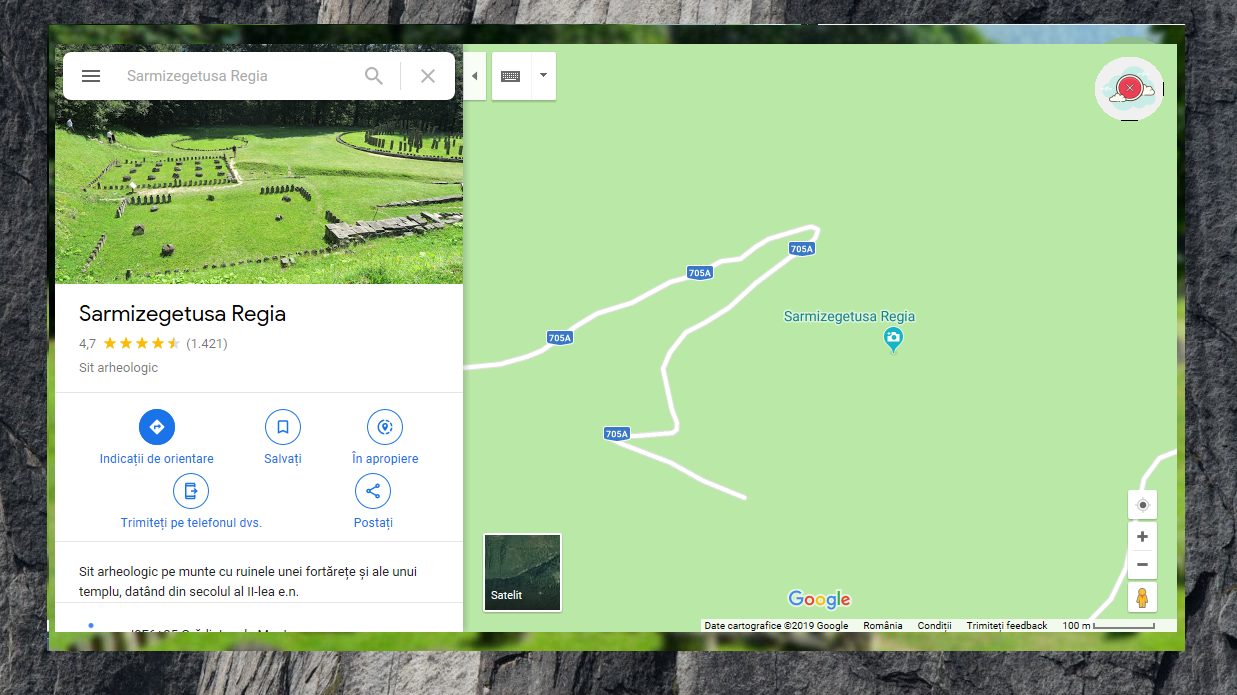 Sarmizegetusa Regia
Sarmizegetusa Regia
4,7 (1.421)
Sit arheologic
Indicații de orientare
Salvați
În apropiere
Trimiteți pe telefonul dvs.
Postați
Sit arheologic pe munte cu ruinele unei fortărețe și ale unui
templu, datând din secolul al II-lea e.n.
705A
705A
705A
Sarmizegetusa Regia
705A
Satelit
Google
Date cartografice ©2019 Google România Condiții Trimiteți feedback 100 m